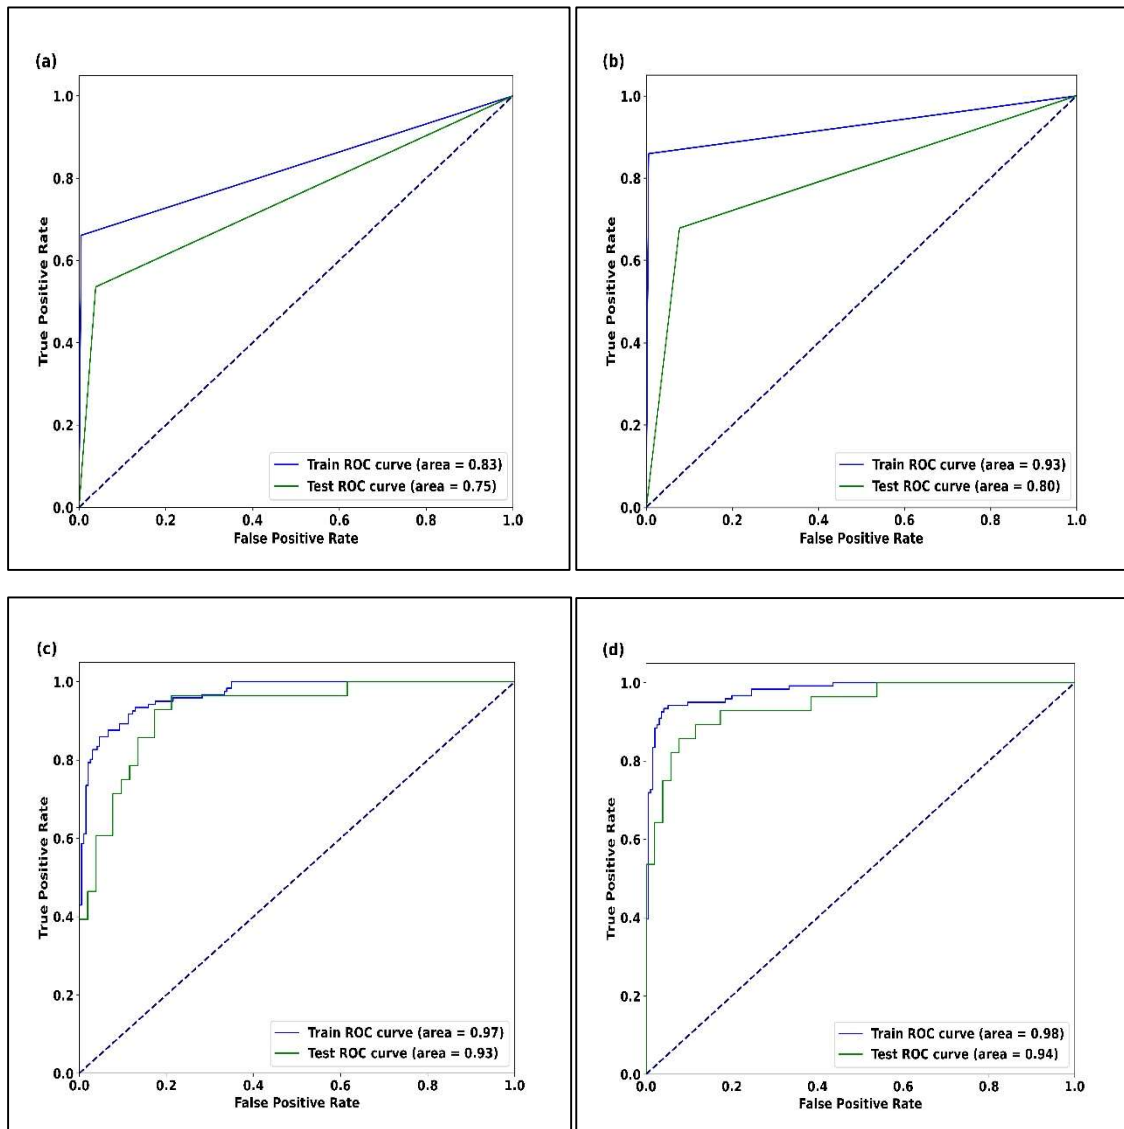 (a)
1.0
0.8
0.6
0.4
0.2
0.0
True Positive Rate
Train ROC curve (area = 0.83)
Test ROC curve (area = 0.75)
0.0 0.2 0.4 0.6 0.8 1.0
False Positive Rate
(b)
1.0
0.8
0.6
0.4
0.2
0.0
True Positive Rate
Train ROC curve (area = 0.93)
Test ROC curve (area = 0.80)
0.0 0.2 0.4 0.6 0.8 1.0
False Positive Rate
(c)
1.0
0.8
0.6
0.4
0.2
0.0
True Positive Rate
Train ROC curve (area = 0.97)
Test ROC curve (area = 0.93)
0.0 0.2 0.4 0.6 0.8 1.0
False Positive Rate
(d)
1.0
0.8
0.6
0.4
0.2
0.0
True Positive Rate
Train ROC curve (area = 0.98)
Test ROC curve (area = 0.94)
0.0 0.2 0.4 0.6 0.8 1.0
False Positive Rate